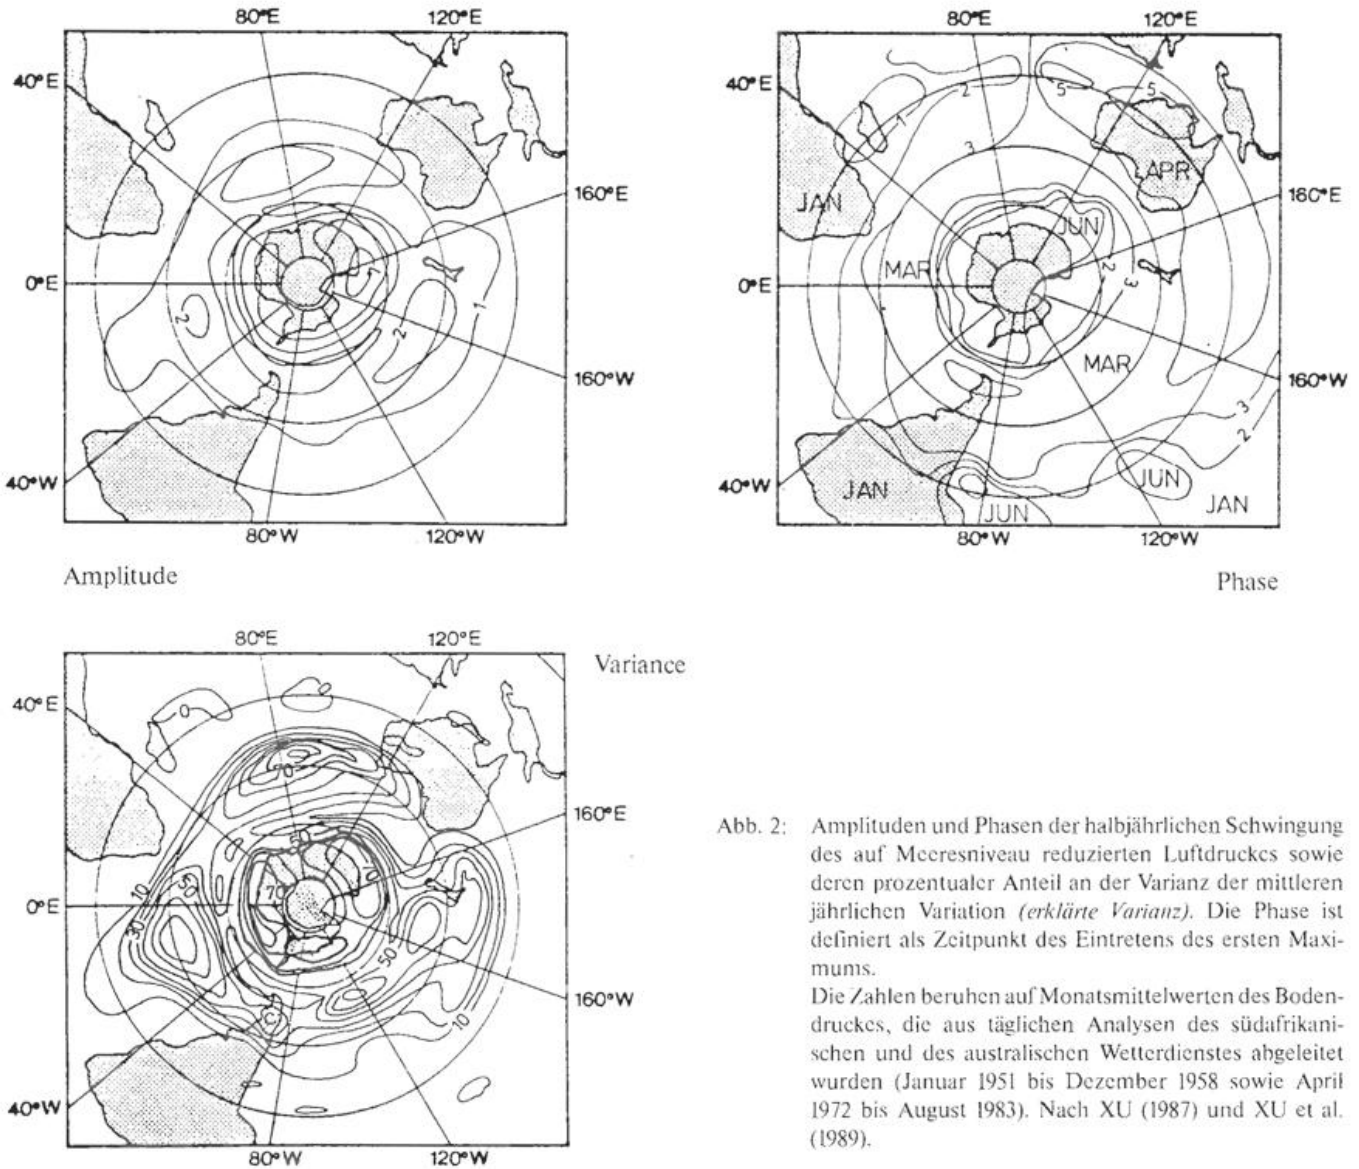 80°E 120°E
40°E
160°E
0°E
2
1
2
1
160°W
40°W
80°W 120°W
Amplitude
80°E 120°E
40°E
2
5
5
1
3
160°E
JAN
APR
JUN
MAR
0°E
2
3
MAR
160°W
3
2
40°W
JAN
JUN
JAN
JUN
80°W 120°W
Phase
80°E 120°E
Variance
40°E
0
0
70
160°E
50
10
50
70
0°E
30
50
160°W
10
40°W
80°W 120°W
Abb. 2: Amplituden und Phasen der halbjährlichen Schwingung
des auf Meeresniveau reduzierten Luftdruckes sowie
deren prozentualer Anteil an der Varianz der mittleren
jährlichen Variation (erklärte Varianz). Die Phase ist
definiert als Zeitpunkt des Eintretens des ersten Maxi-
mums.
Die Zahlen beruhen auf Monatsmittelwerten des Boden-
druckes, die aus täglichen Analysen des südafrikani-
schen und des australischen Wetterdienstes abgeleitet
wurden (Januar 1951 bis Dezember 1958 sowie April
1972 bis August 1983). Nach XU (1987) und XU et al.
(1989).